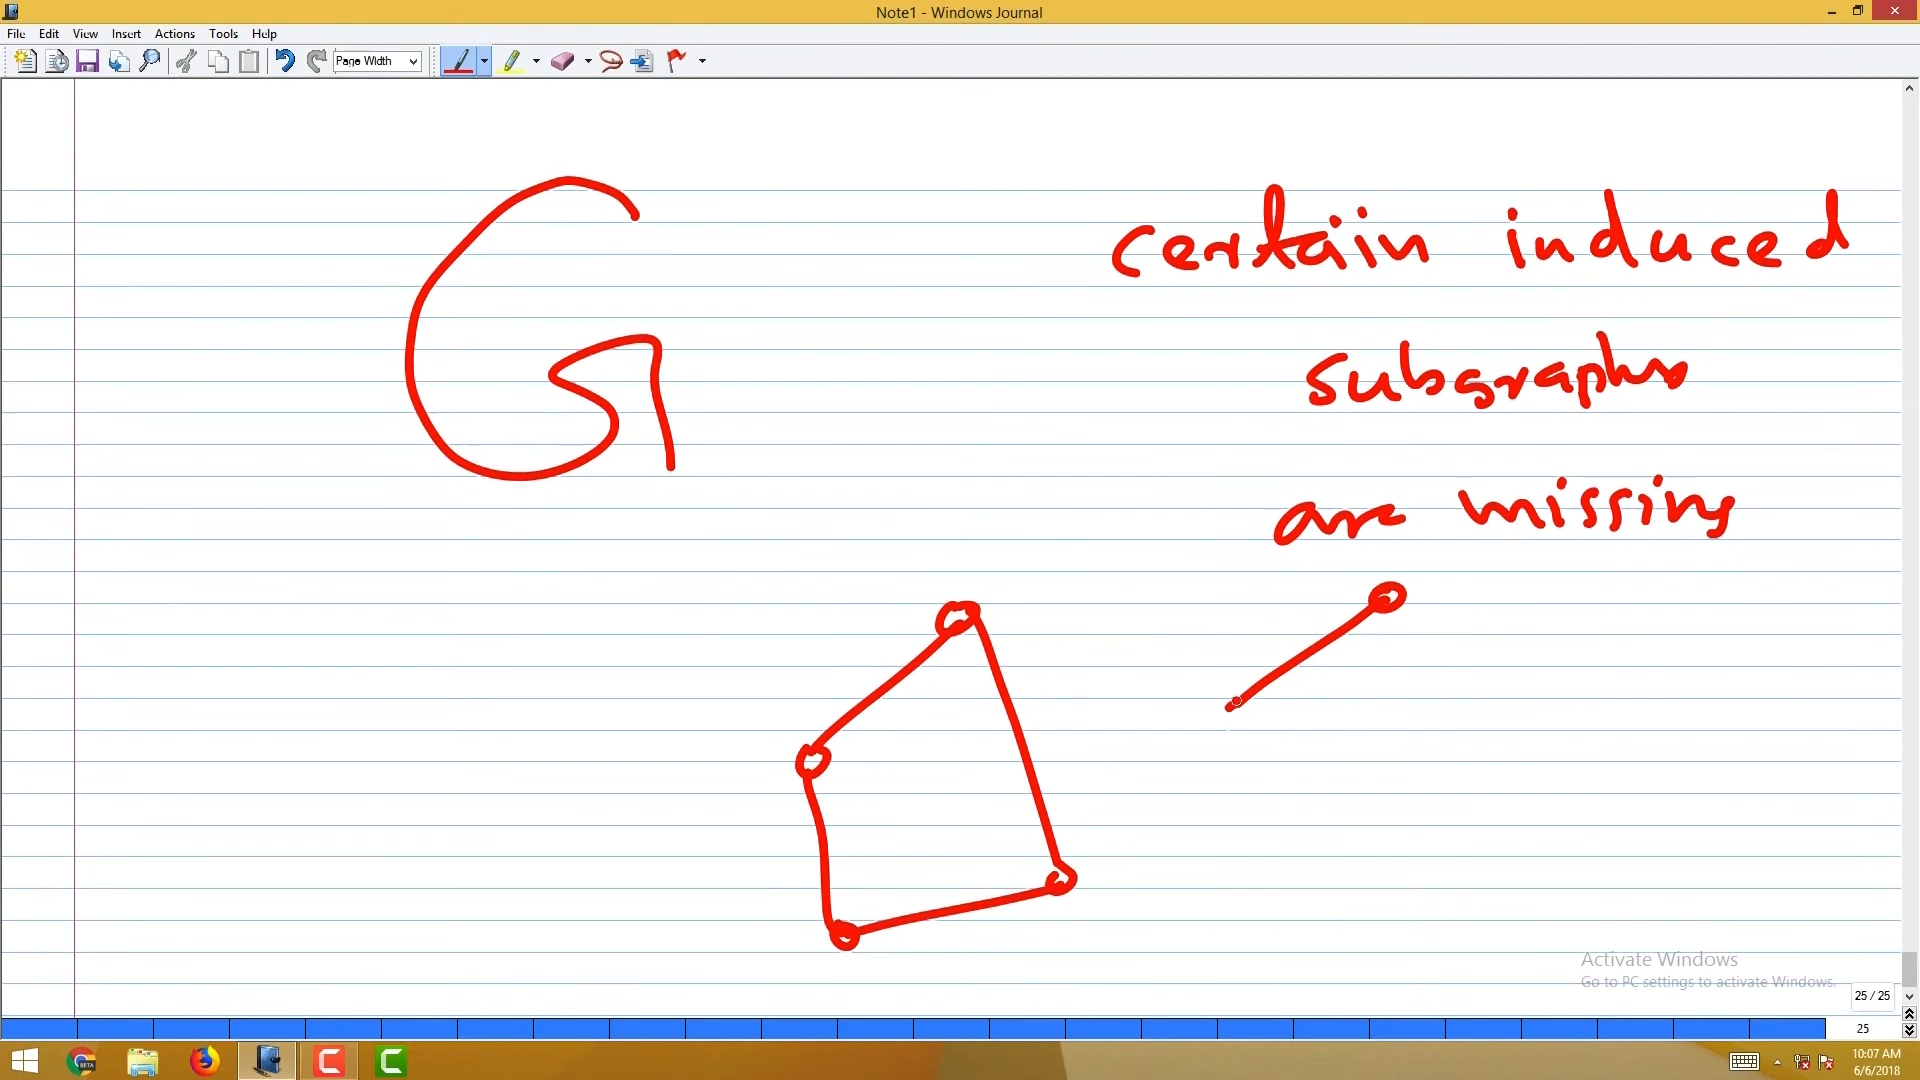 Note1 - Windows Journal
File Edit View Insert Actions Tools Help
Page Width
G
certain induced
subgraphs
are missing
Activate Windows
Go to PC settings to activate Windows.
25 / 25
25
BETA
10:07 AM
6/6/2018